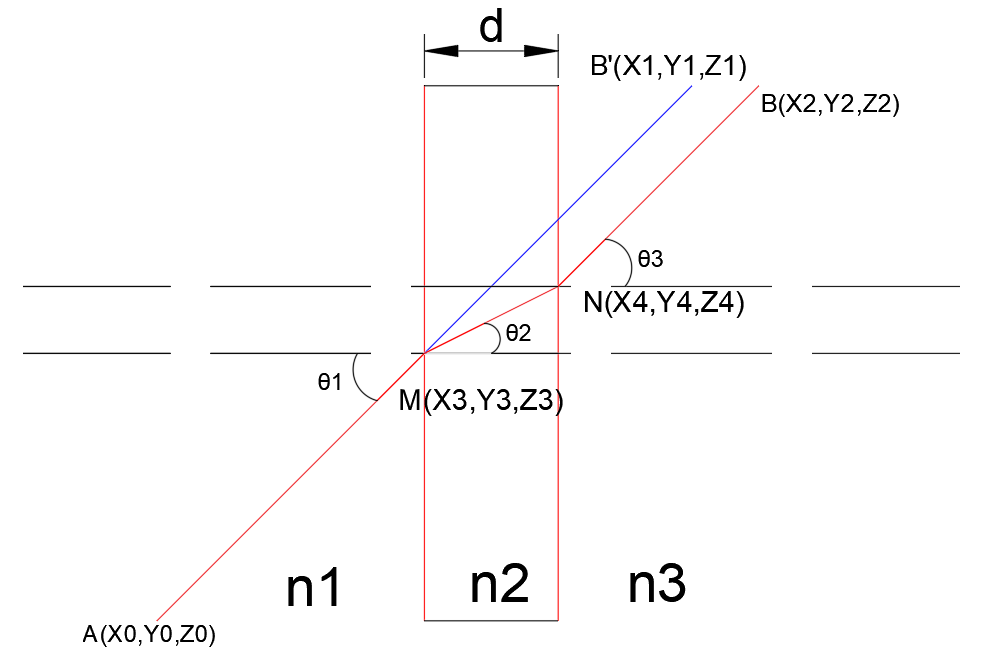 d
B'(X1,Y1,Z1)
B(X2,Y2,Z2)
θ3
N(X4,Y4,Z4)
θ2
θ1
M(X3,Y3,Z3)
n1 n2 n3
A(X0,Y0,Z0)